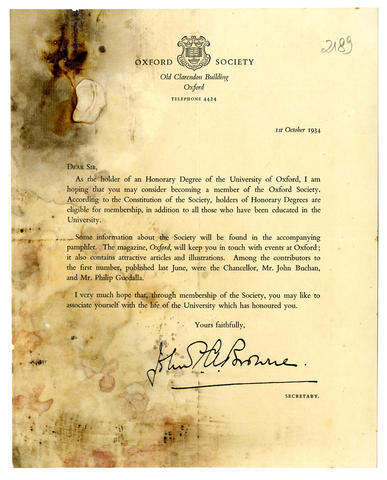 2189
OXFORD SOCIETY
Old Clarendon Building
Oxford
TELEPHONE 4424
1st October 1934
DEAR SIR,
As the holder of an Honorary Degree of the University of Oxford, I am
hoping that you may consider becoming a member of the Oxford Society.
According to the Constitution of the Society, holders of Honorary Degrees are
eligible for membership, in addition to all those who have been educated in the
University.
Some information about the Society will be found in the accompanying
pamphlet. The magazine, Oxford, will keep you in touch with events at Oxford;
it also contains attractive articles and illustrations. Among the contributors to
the first number, published last June, were the Chancellor, Mr. John Buchan,
and Mr. Philip Guedalla.
I very much hope that, through membership of the Society, you may like to
associate yourself with the life of the University which has honoured you.
Yours faithfully,
John Browne.
SECRETARY.